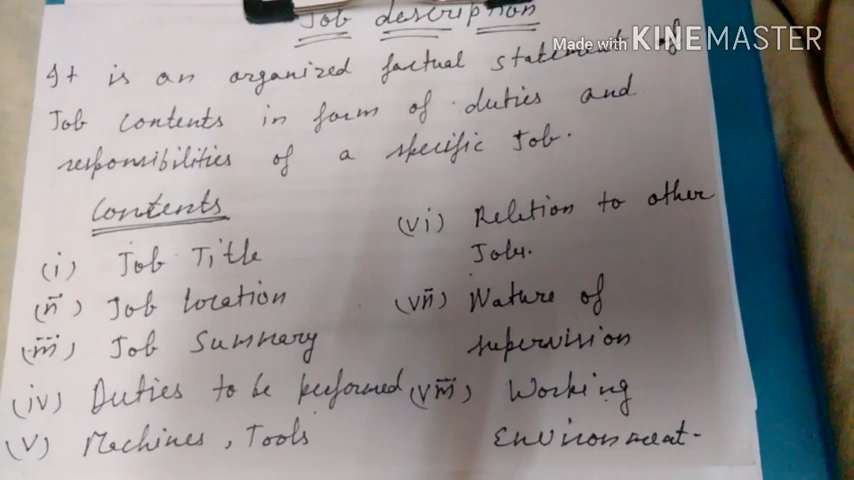 Job description
Made with KINEMASTER
It is an organized factual statement of
Job contents in form of duties and
responsibilities of a specific Job.
Contents
(i) Job Title
(ii) Job Location
(iii) Job Summary
(iv) Duties to be performed
(v) Machines, Tools
(vi) Relation to other
Jobs.
(vii) Nature of
supervision
(viii) Working
Environment.